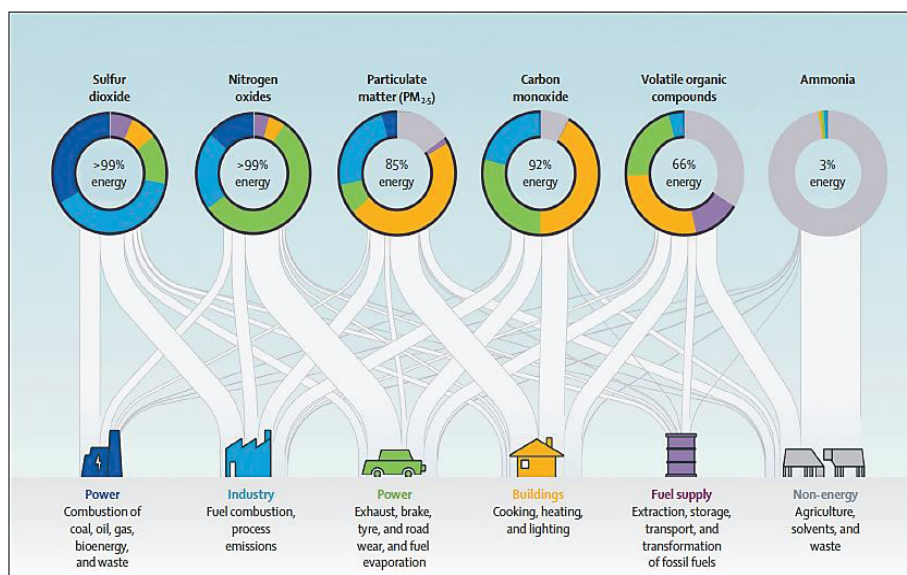 Sulfur
dioxide
Nitrogen
oxides
Particulate
matter (PM2.5)
Carbon
monoxide
Volatile organic
compounds
Ammonia
>99%
energy
>99%
energy
85%
energy
92%
energy
66%
energy
3%
energy
Power
Combustion of
coal, oil, gas,
bioenergy,
and waste
Industry
Fuel combustion,
process
emissions
Power
Exhaust, brake,
tyre, and road
wear, and fuel
evaporation
Buildings
Cooking, heating,
and lighting
Fuel supply
Extraction, storage,
transport, and
transformation
of fossil fuels
Non-energy
Agriculture,
solvents, and
waste